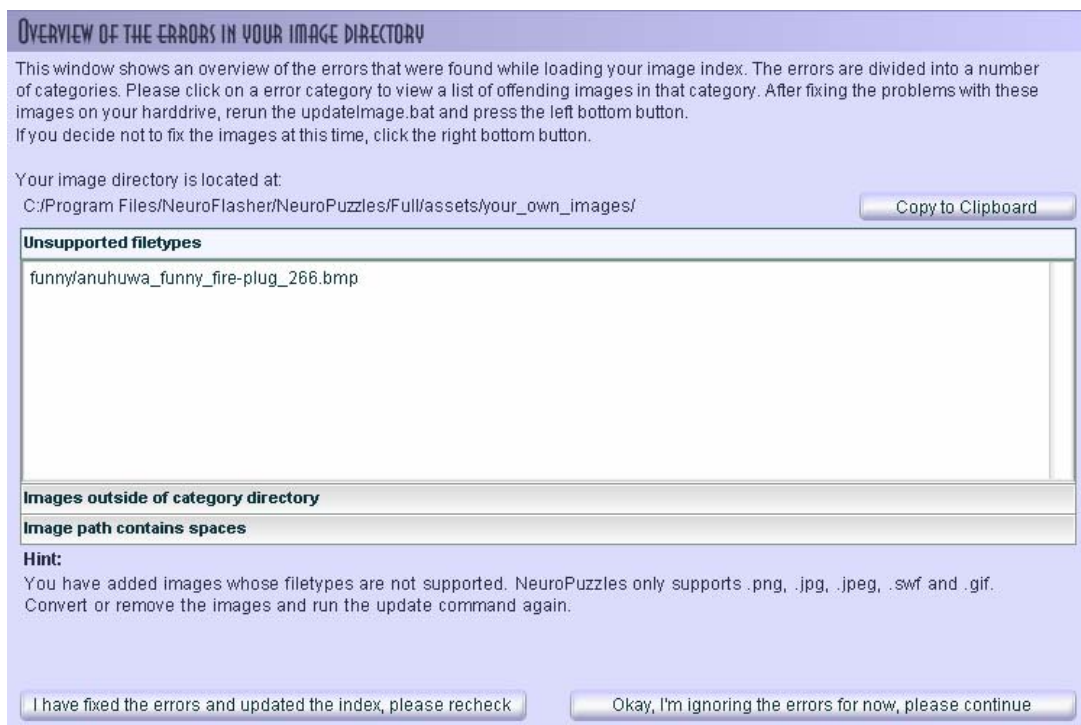 OVERVIEW OF THE ERRORS IN YOUR IMAGE DIRECTORY
This window shows an overview of the errors that were found while loading your image index. The errors are divided into a number
of categories. Please click on a error category to view a list of offending images in that category. After fixing the problems with these
images on your harddrive, rerun the updateImage.bat and press the left bottom button.
If you decide not to fix the images at this time, click the right bottom button.
Your image directory is located at:
C:/Program Files/NeuroFlasher/NeuroPuzzles/Full/assets/your_own_images/
Copy to Clipboard
Unsupported filetypes
funny/anuhuwa_funny_fire-plug_266.bmp
Images outside of category directory
Image path contains spaces
Hint:
You have added images whose filetypes are not supported. NeuroPuzzles only supports .png, .jpg, .jpeg, .swf and .gif.
Convert or remove the images and run the update command again.
I have fixed the errors and updated the index, please recheck
Okay, I'm ignoring the errors for now, please continue